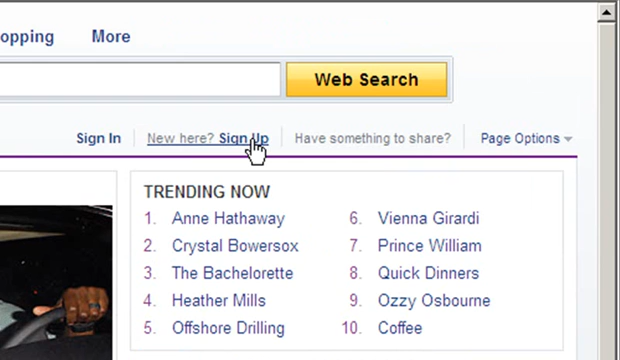 opping More
Web Search
Sign In New here? Sign Up Have something to share? Page Options
TRENDING NOW
1. Anne Hathaway
2. Crystal Bowersox
3. The Bachelorette
4. Heather Mills
5. Offshore Drilling
6. Vienna Girardi
7. Prince William
8. Quick Dinners
9. Ozzy Osbourne
10. Coffee